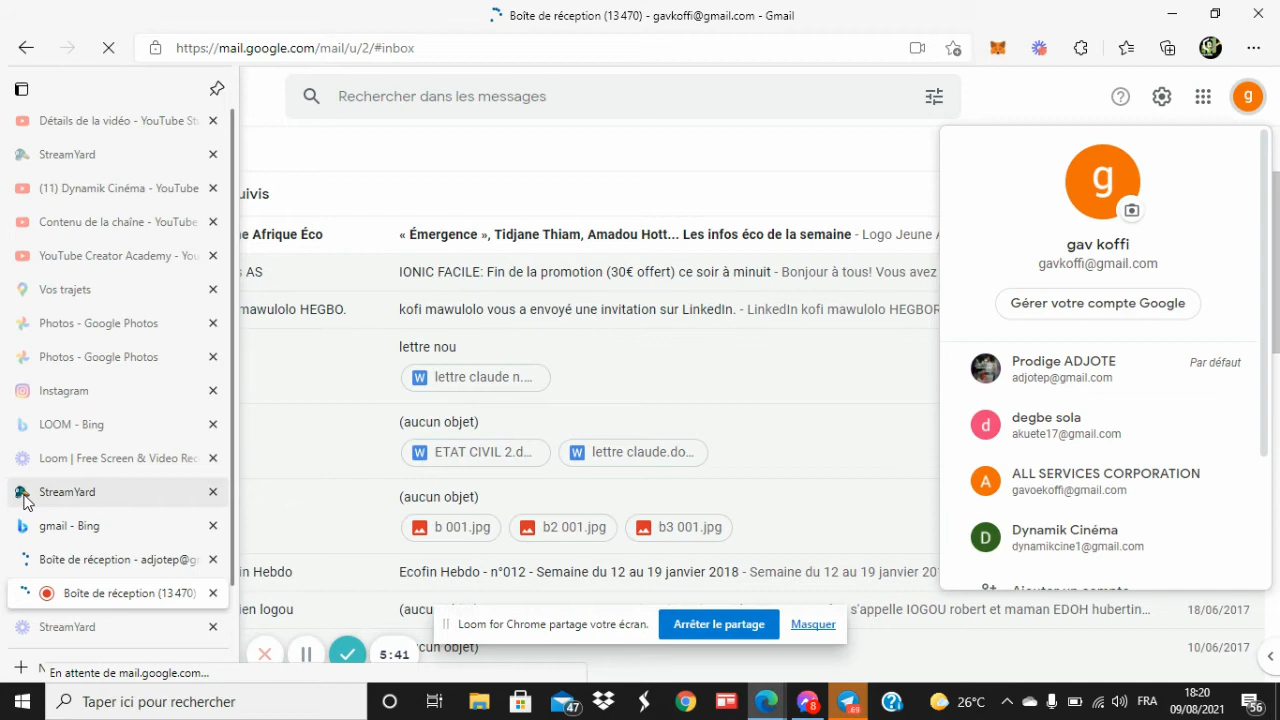 Boîte de réception (13 470) - gavkoffi@gmail.com - Gmail
https://mail.google.com/mail/u/2/#inbox
Détails de la vidéo - YouTube St
StreamYard
(11) Dynamik Cinéma - YouTube
Contenu de la chaîne - YouTube
YouTube Creator Academy - You
Vos trajets
Photos - Google Photos
Photos - Google Photos
Instagram
LOOM - Bing
Loom | Free Screen & Video Rec
StreamYard
gmail - Bing
Boîte de réception - adjotep@g
Boîte de réception (13 470)
StreamYard
N
En attente de mail.google.com...
Rechercher dans les messages
g
uivis
e Afrique Éco
« Émergence », Tidjane Thiam, Amadou Hott... Les infos éco de la semaine - Logo Jeune A
s AS
IONIC FACILE: Fin de la promotion (30€ offert) ce soir à minuit - Bonjour à tous! Vous avez
mawulolo HEGBO.
kofi mawulolo vous a envoyé une invitation sur LinkedIn. - LinkedIn kofi mawulolo HEGBOR
lettre nou
W lettre claude n....
(aucun objet)
W ETAT CIVIL 2.d...
W lettre claude.do...
(aucun objet)
b 001.jpg
b2 001.jpg
b3 001.jpg
in Hebdo
Ecofin Hebdo - n°012 - Semaine du 12 au 19 janvier 2018 - Semaine du 12 au 19 janvier 20
en logou
s'appelle IOGOU robert et maman EDOH hubertin...
18/06/2017
(aucun objet)
10/06/2017
g
gav koffi
gavkoffi@gmail.com
Gérer votre compte Google
Prodige ADJOTE
Par défaut
adjotep@gmail.com
d
degbe sola
akuete17@gmail.com
A
ALL SERVICES CORPORATION
gavoekoffi@gmail.com
D
Dynamik Cinéma
dynamikcine1@gmail.com
Ajouter un compte
Loom for Chrome partage votre écran.
Arrêter le partage
Masquer
5:41
Taper ici pour rechercher
47
8
69
26°C
FRA
18:20
09/08/2021
56